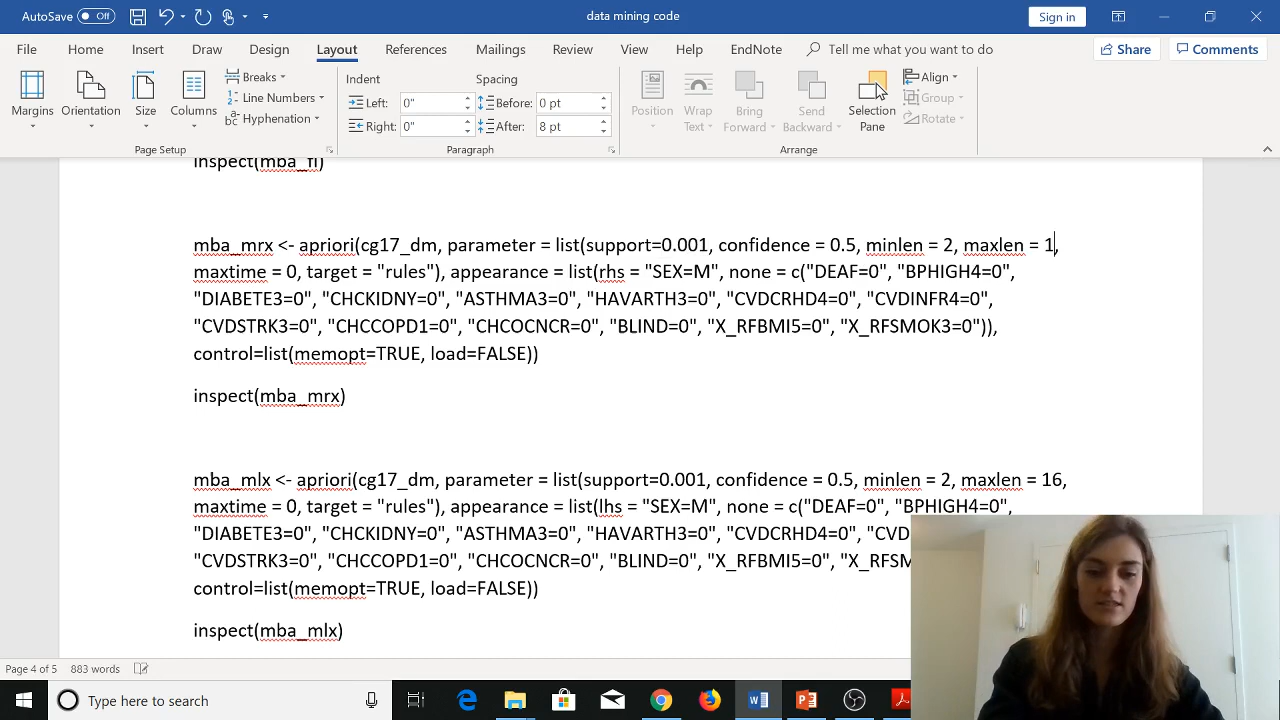 AutoSave Off data mining code Sign in
File Home Insert Draw Design Layout References Mailings Review View Help EndNote Tell me what you want to do Share Comments
Margins Orientation Size Columns Breaks Line Numbers Hyphenation
Page Setup
Indent Spacing
Left: 0" Before: 0 pt
Right: 0" After: 8 pt
Paragraph
Position Wrap Text Bring Forward Send Backward Selection Pane Align Group Rotate
Arrange
inspect(mba_fl)
mba_mrx <- apriori(cg17_dm, parameter = list(support=0.001, confidence = 0.5, minlen = 2, maxlen = 1,
maxtime = 0, target = "rules"), appearance = list(rhs = "SEX=M", none = c("DEAF=0", "BPHIGH4=0",
"DIABETE3=0", "CHCKIDNY=0", "ASTHMA3=0", "HAVARTH3=0", "CVDCRHD4=0", "CVDINFR4=0",
"CVDSTRK3=0", "CHCCOPD1=0", "CHCOCNCR=0", "BLIND=0", "X_RFBMI5=0", "X_RFSMOK3=0")),
control=list(memopt=TRUE, load=FALSE))
inspect(mba_mrx)
mba_mlx <- apriori(cg17_dm, parameter = list(support=0.001, confidence = 0.5, minlen = 2, maxlen = 16,
maxtime = 0, target = "rules"), appearance = list(lhs = "SEX=M", none = c("DEAF=0", "BPHIGH4=0",
"DIABETE3=0", "CHCKIDNY=0", "ASTHMA3=0", "HAVARTH3=0", "CVDCRHD4=0", "CVD
"CVDSTRK3=0", "CHCCOPD1=0", "CHCOCNCR=0", "BLIND=0", "X_RFBMI5=0", "X_RFSM
control=list(memopt=TRUE, load=FALSE))
inspect(mba_mlx)
Page 4 of 5 883 words
Type here to search